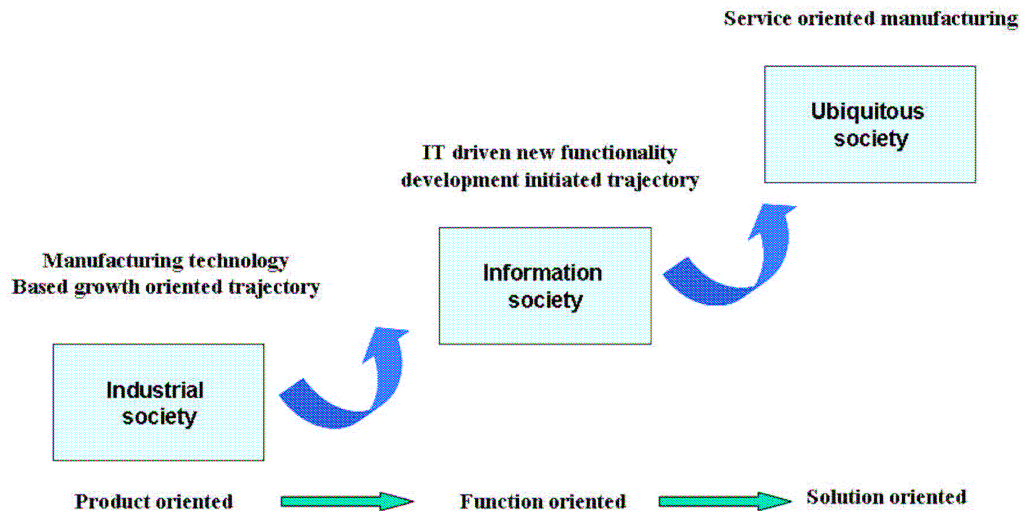 Service oriented manufacturing
Ubiquitous
society
IT driven new functionality
development initiated trajectory
Information
society
Manufacturing technology
Based growth oriented trajectory
Industrial
society
Product oriented
Function oriented
Solution oriented